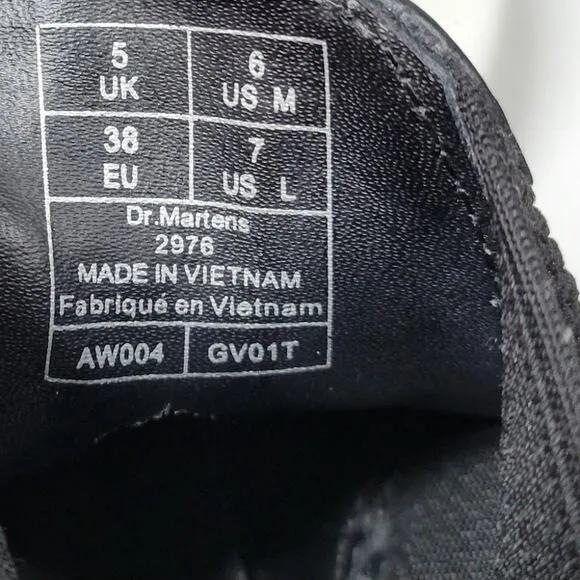 5 UK
6 US M
38 EU
7 US L
Dr.Martens
2976
MADE IN VIETNAM
Fabriqué en Vietnam
AW004 GV01T